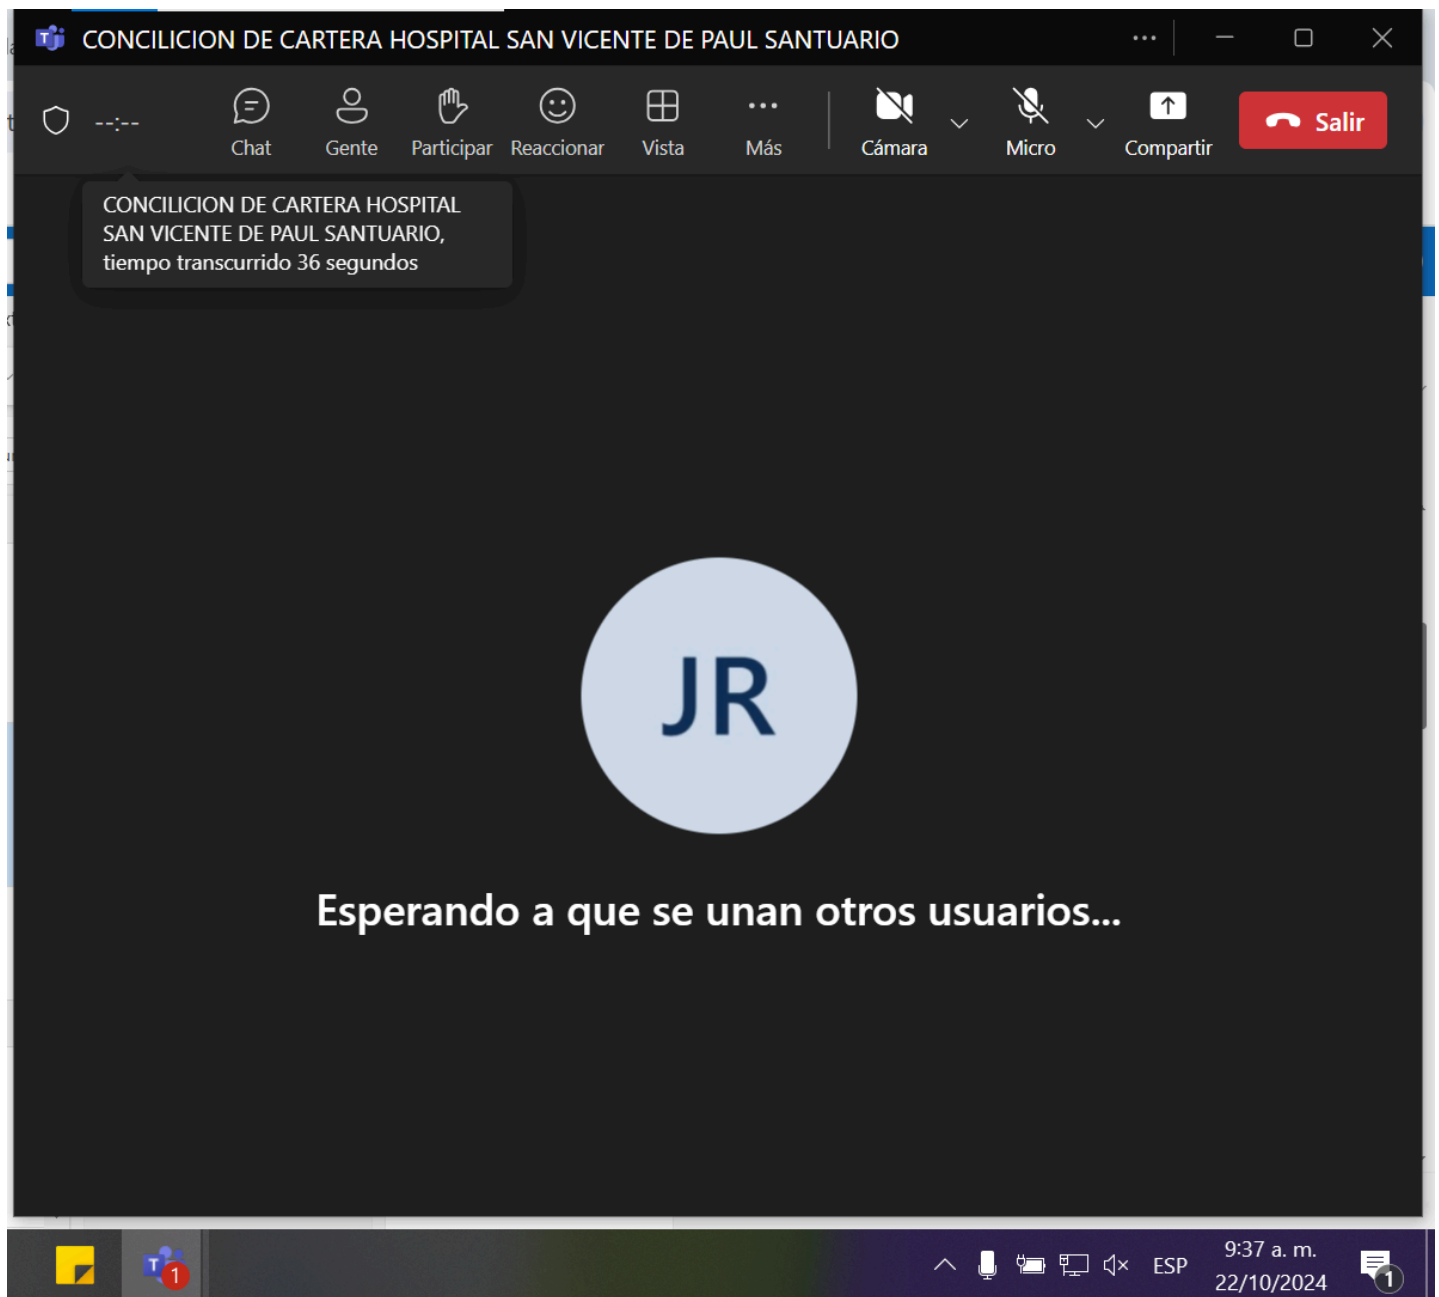 CONCILICION DE CARTERA HOSPITAL SAN VICENTE DE PAUL SANTUARIO
--:--
Chat
Gente
Participar
Reaccionar
Vista
Más
Cámara
Micro
Compartir
Salir
CONCILICION DE CARTERA HOSPITAL
SAN VICENTE DE PAUL SANTUARIO,
tiempo transcurrido 36 segundos
JR
Esperando a que se unan otros usuarios...
T
1
ESP
9:37 a. m.
22/10/2024
1